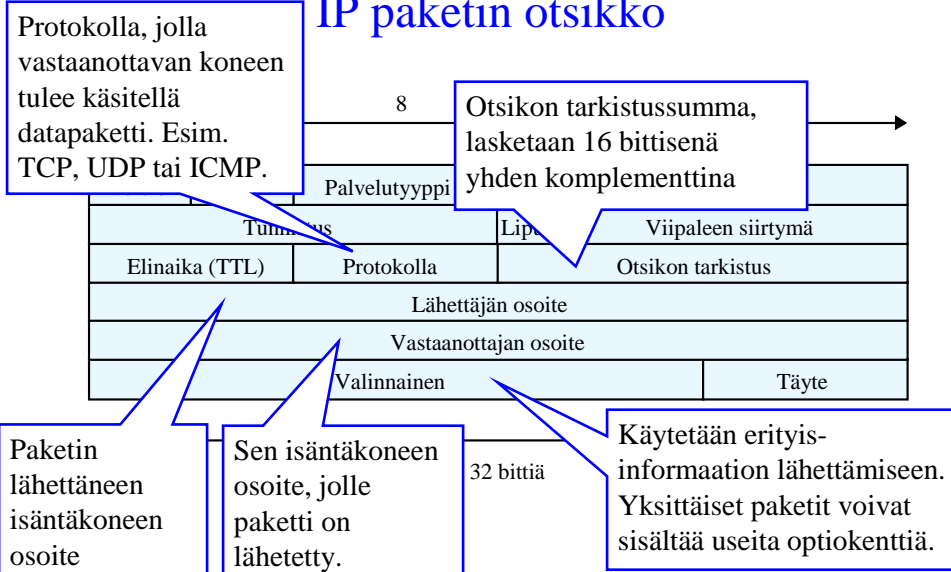 IP paketin otsikko
Protokolla, jolla
vastaanottavan koneen
tulee käsitellä
datapaketti. Esim.
TCP, UDP tai ICMP.
8
Otsikon tarkistussumma,
lasketaan 16 bittisenä
yhden komplementtina
Palvelutyyppi
Viipaleen siirtymä
Elinaika (TTL)
Protokolla
Otsikon tarkistus
Lähettäjän osoite
Vastaanottajan osoite
Valinnainen
Täyte
32 bittiä
Paketin
lähettäneen
isäntäkoneen
osoite
Sen isäntäkoneen
osoite, jolle
paketti on
lähetetty.
Käytetään erityis-
informaation lähettämiseen.
Yksittäiset paketit voivat
sisältää useita optiokenttiä.